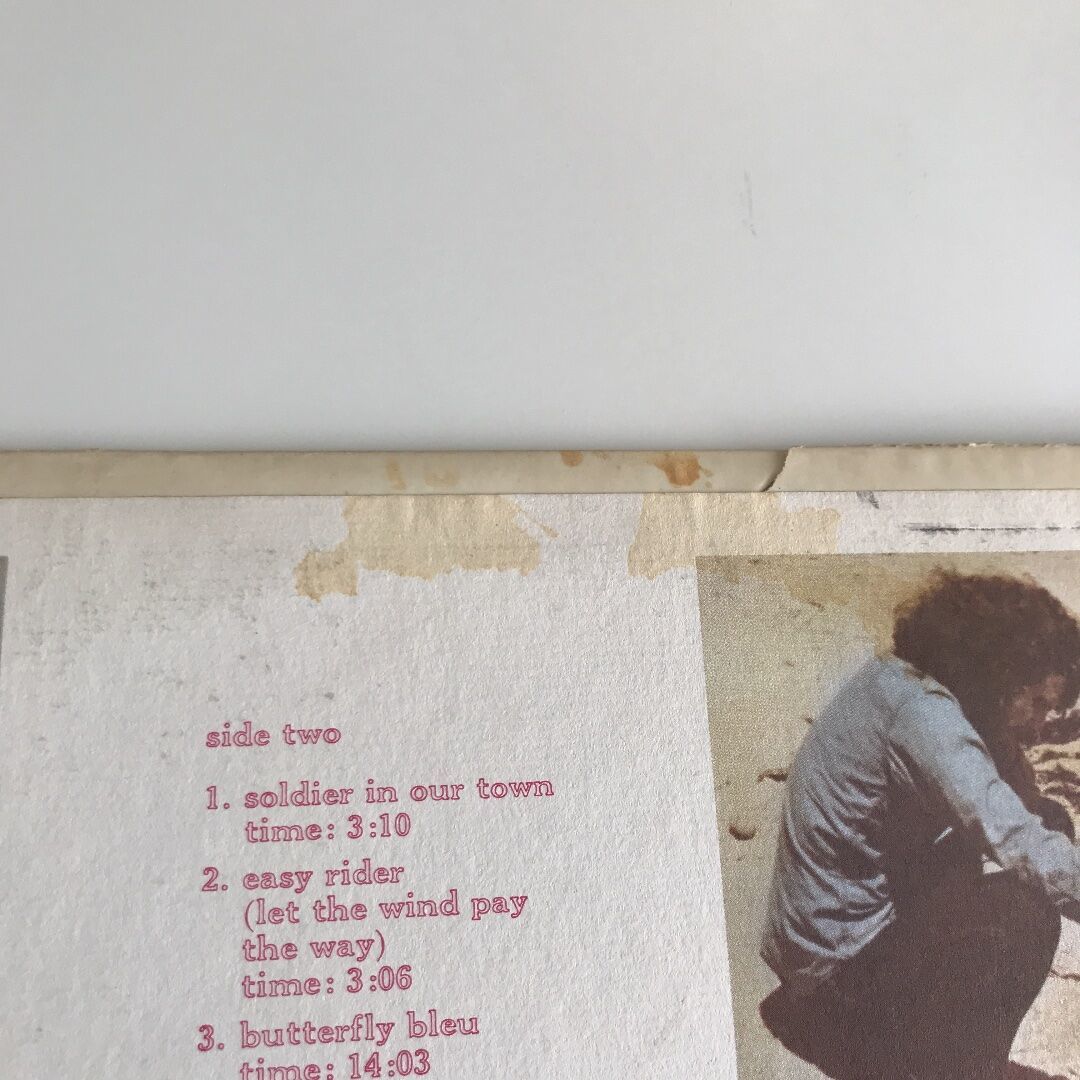 side two
1. soldier in our town
time: 3:10
2. easy rider
(let the wind pay
the way)
time: 3:06
3. butterfly bleu
time: 14:03